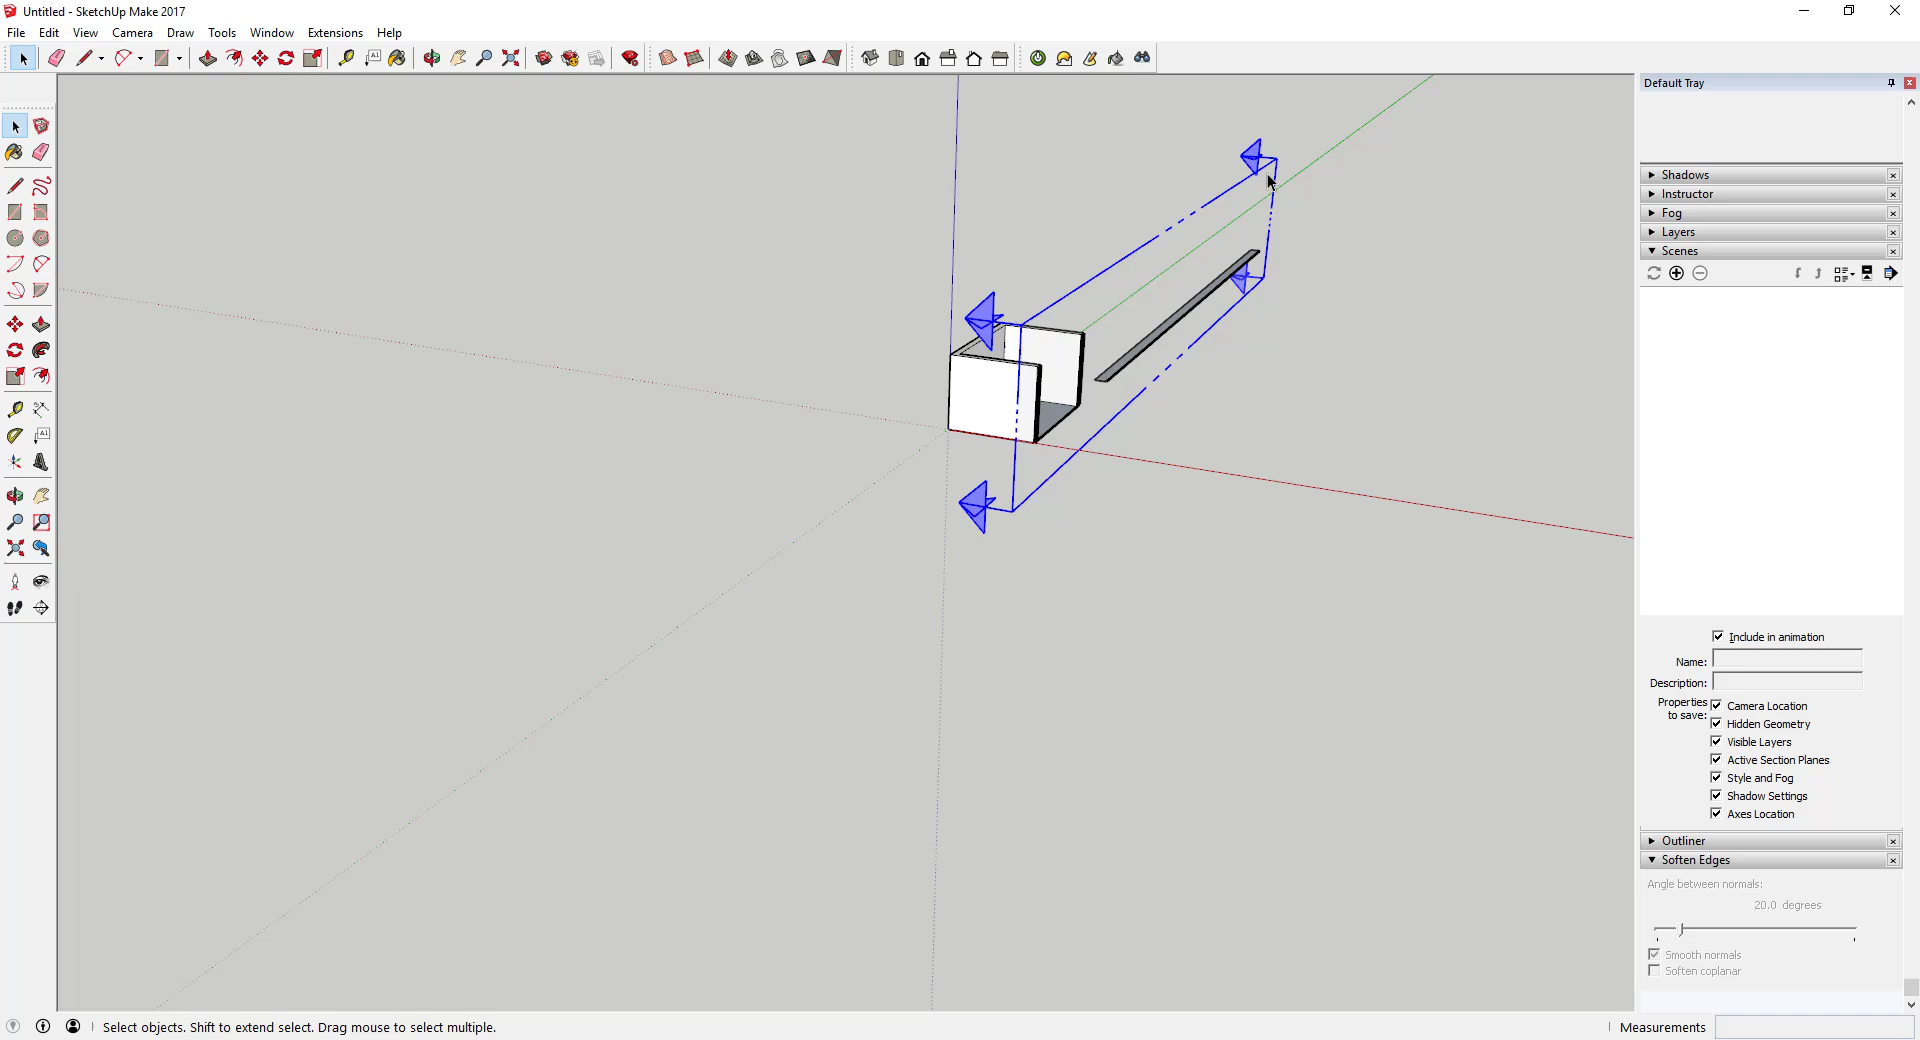 Untitled - SketchUp Make 2017
File Edit View Camera Draw Tools Window Extensions Help
Default Tray
Shadows
Instructor
Fog
Layers
Scenes
Include in animation
Name:
Description:
Properties to save:
Camera Location
Hidden Geometry
Visible Layers
Active Section Planes
Style and Fog
Shadow Settings
Axes Location
Outliner
Soften Edges
Angle between normals:
20.0 degrees
Smooth normals
Soften coplanar
Select objects. Shift to extend select. Drag mouse to select multiple.
Measurements